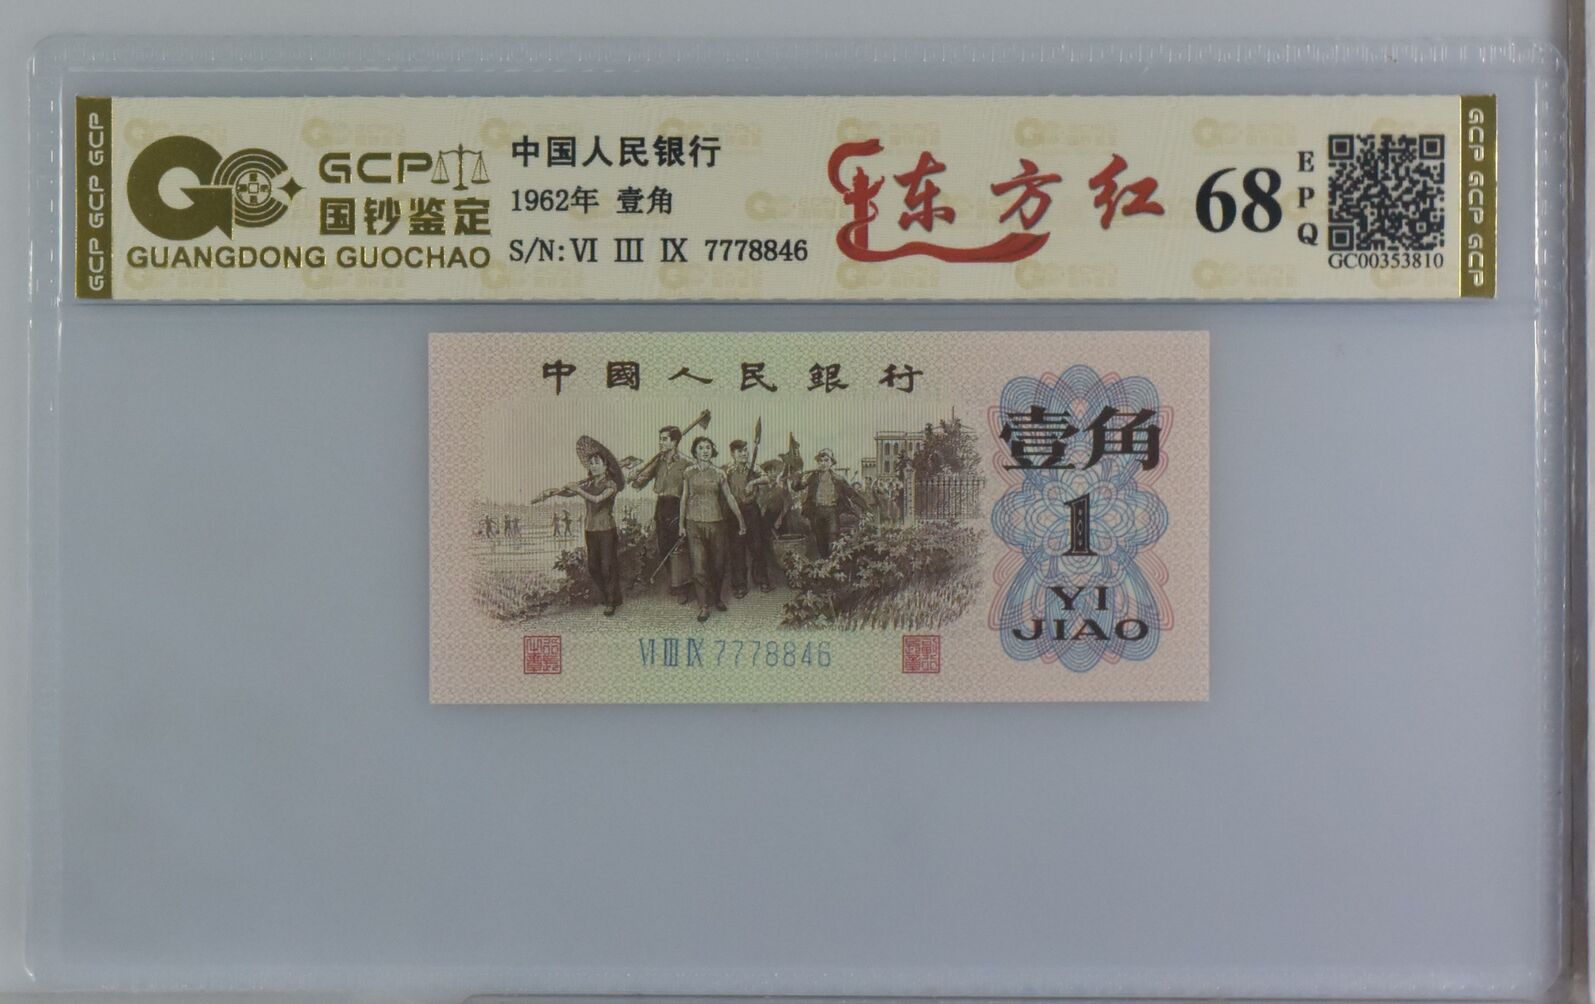 GCP GCP GCP
GCP
国钞鉴定
GUANGDONG GUOCHAO
中国人民银行
1962年 壹角
S/N: VI III IX 7778846
东方红
68
EPQ
GC00353810
GCP GCP GCP
中國人民銀行
壹角
1
YI
JIAO
VI III IX 7778846